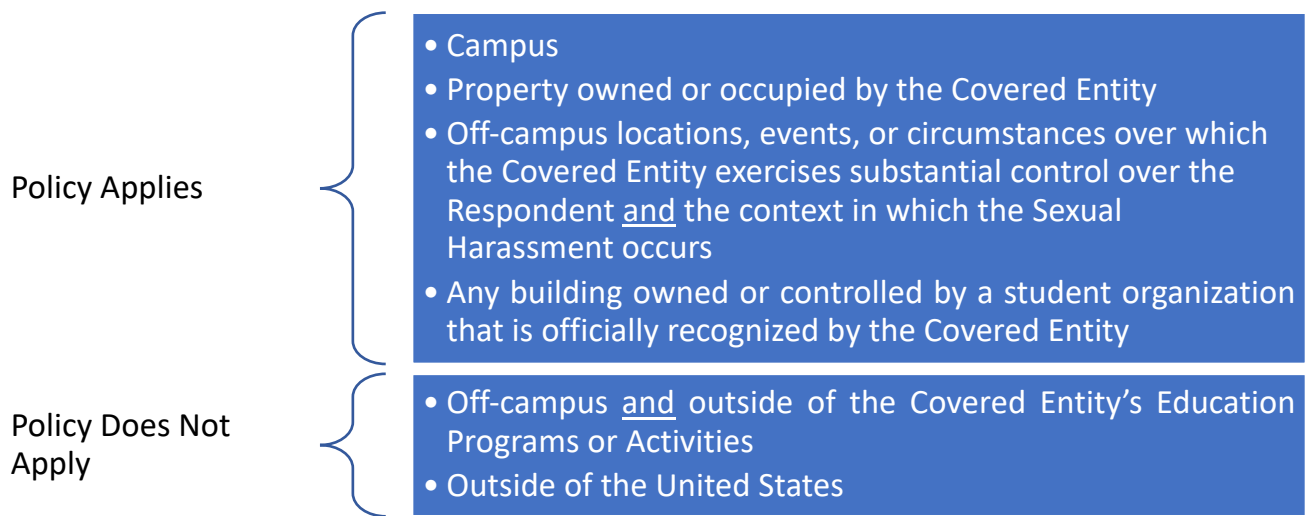 Policy Applies
• Campus
• Property owned or occupied by the Covered Entity
• Off-campus locations, events, or circumstances over which
the Covered Entity exercises substantial control over the
Respondent and the context in which the Sexual
Harassment occurs
• Any building owned or controlled by a student organization
that is officially recognized by the Covered Entity
Policy Does Not
Apply
• Off-campus and outside of the Covered Entity’s Education
Programs or Activities
• Outside of the United States